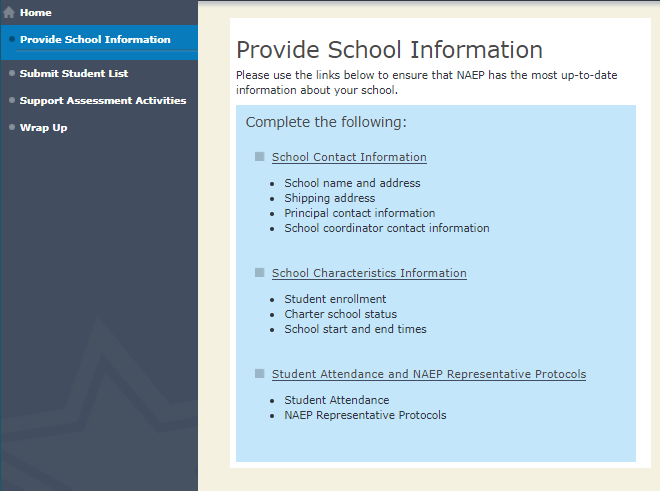 Home
Provide School Information
Submit Student List
Support Assessment Activities
Wrap Up
Provide School Information
Please use the links below to ensure that NAEP has the most up-to-date
information about your school.
Complete the following:
School Contact Information
School name and address
Shipping address
Principal contact information
School coordinator contact information
School Characteristics Information
Student enrollment
Charter school status
School start and end times
Student Attendance and NAEP Representative Protocols
Student Attendance
NAEP Representative Protocols